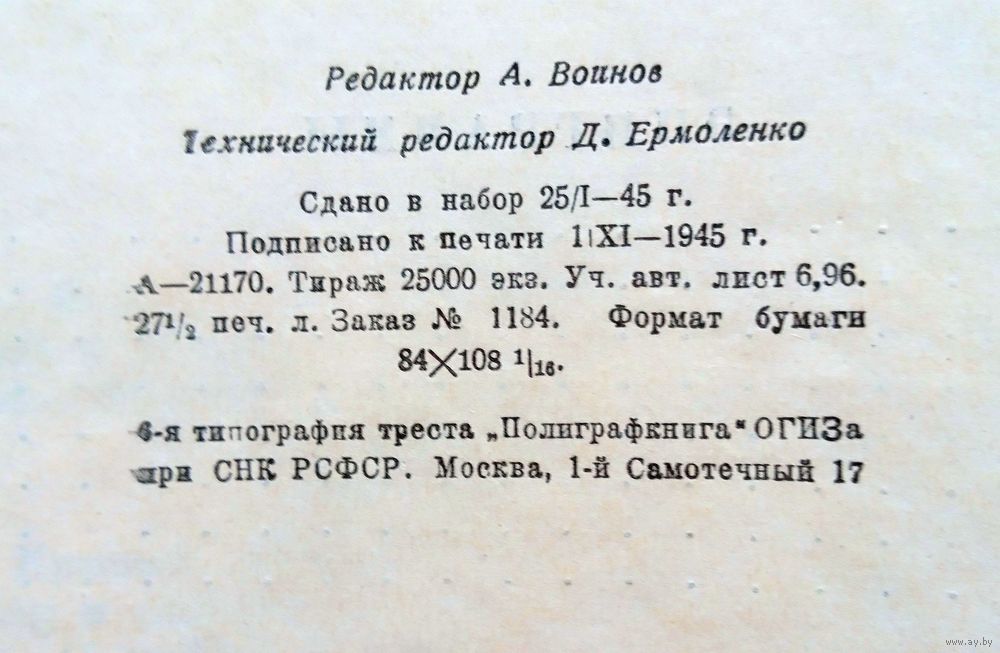 Редактор А. Воинов
Технический редактор Д. Ермоленко
Сдано в набор 25/I—45 г.
Подписано к печати 1/XI—1945 г.
А—21170. Тираж 25000 экз. Уч. авт. лист 6,96.
271/2 печ. л. Заказ № 1184. Формат бумаги
84×108 1/16.
6-я типография треста „Полиграфкнига“ ОГИЗа
при СНК РСФСР. Москва, 1-й Самотечный 17
www.ay.by